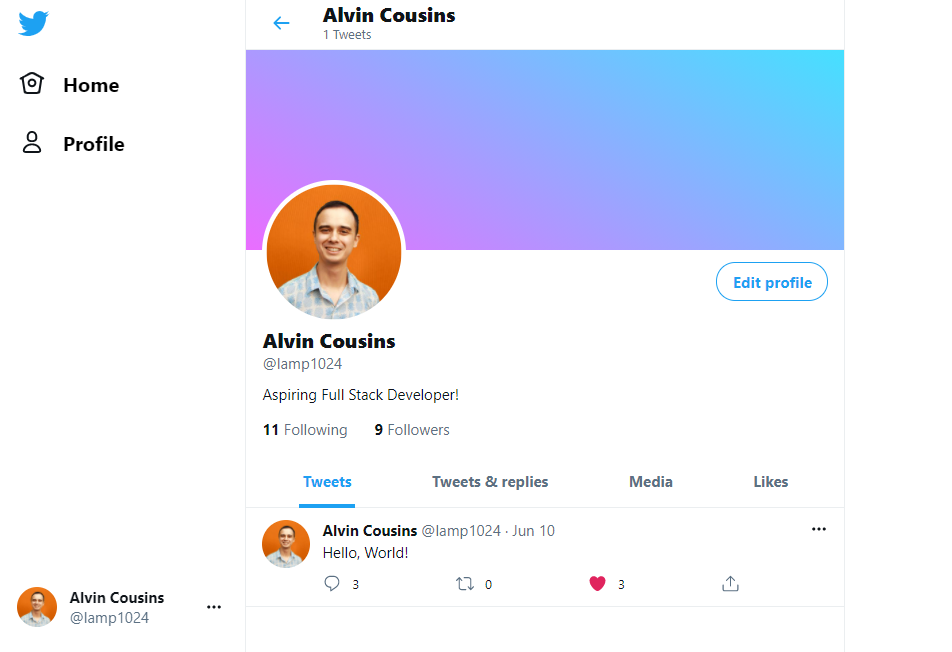 Home
Profile
Alvin Cousins
@lamp1024
Alvin Cousins
1 Tweets
Edit profile
Alvin Cousins
@lamp1024
Aspiring Full Stack Developer!
11 Following 9 Followers
Tweets Tweets & replies Media Likes
Alvin Cousins @lamp1024 · Jun 10
Hello, World!
3 0 3